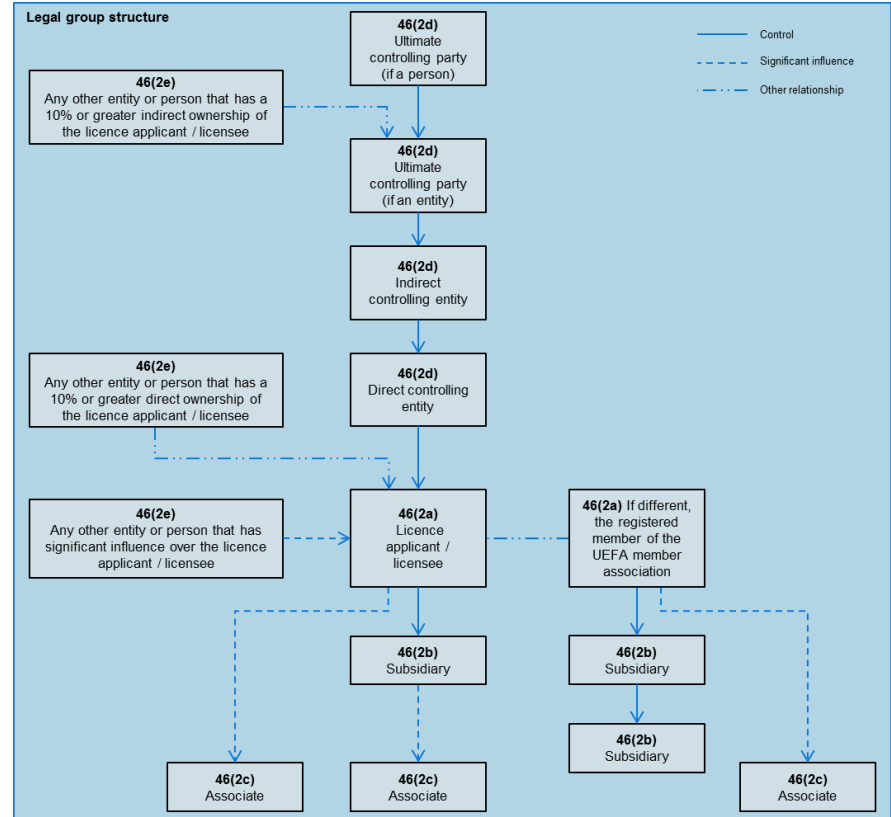 Legal group structure
46(2d)
Ultimate
controlling party
(if a person)
Control
Significant influence
Other relationship
46(2e)
Any other entity or person that has a
10% or greater indirect ownership of
the licence applicant / licensee
46(2d)
Ultimate
controlling party
(if an entity)
46(2d)
Indirect
controlling entity
46(2e)
Any other entity or person that has a
10% or greater direct ownership of
the licence applicant / licensee
46(2d)
Direct controlling
entity
46(2e)
Any other entity or person that has
significant influence over the licence
applicant / licensee
46(2a)
Licence
applicant /
licensee
46(2a) If different,
the registered
member of the
UEFA member
association
46(2b)
Subsidiary
46(2b)
Subsidiary
46(2b)
Subsidiary
46(2c)
Associate
46(2c)
Associate
46(2c)
Associate